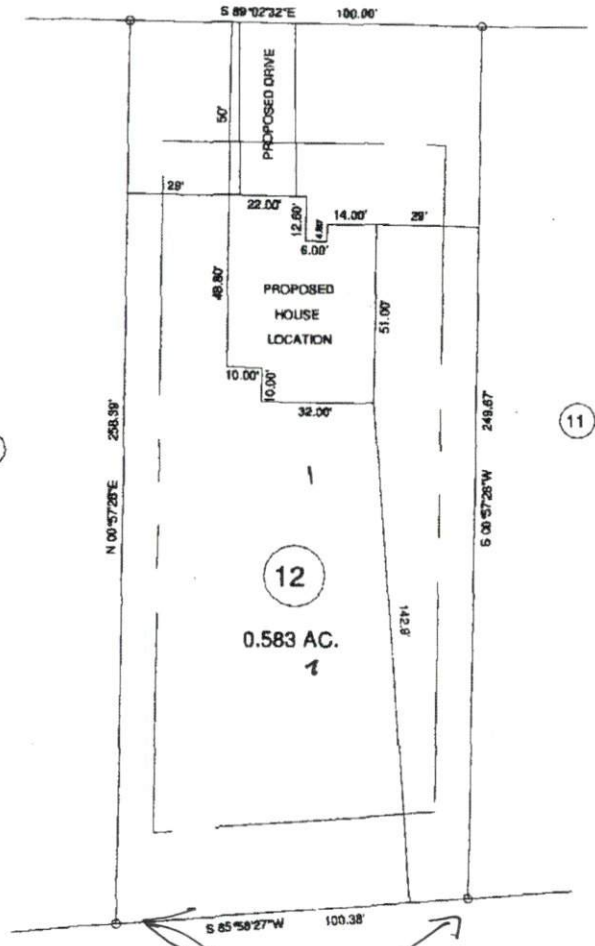 S 89°02'32"E 100.00'
50'
PROPOSED DRIVE
29'
22.00'
12.60'
6.00'
14.00'
29'
48.80'
PROPOSED
HOUSE
LOCATION
51.00'
10.00'
10.00'
32.00'
N 00°57'28"E 258.39'
S 00°57'28"W 249.67'
11
12
0.583 AC.
142.9'
S 85°58'27"W 100.38'